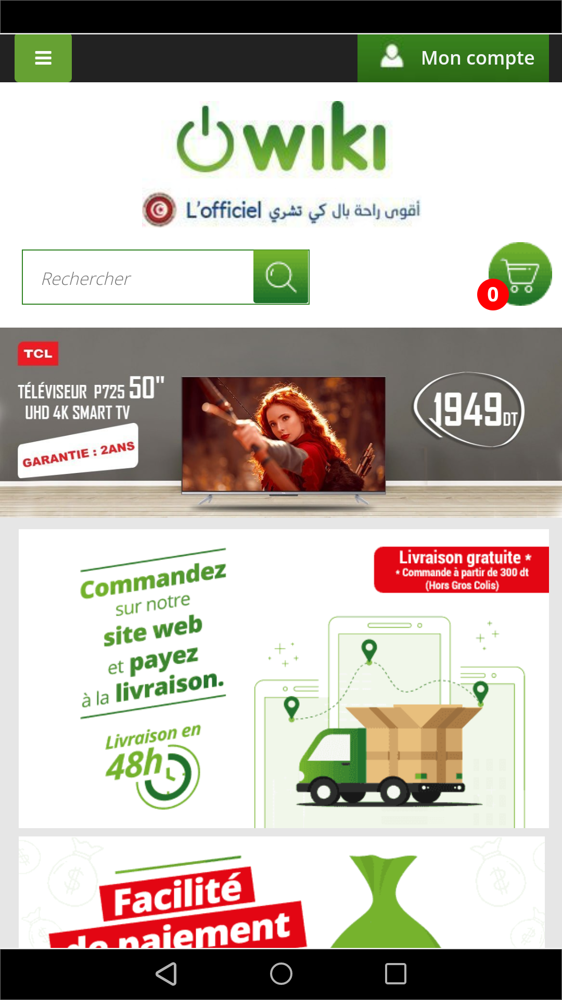 Mon compte
wiki
L'officiel أقوى راحة بال كي تشري
Rechercher
0
TCL
TÉLÉVISEUR P725 50"
UHD 4K SMART TV
GARANTIE : 2ANS
1949DT
Livraison gratuite *
* Commande à partir de 300 dt
(Hors Gros Colis)
Commandez
sur notre
site web
et payez
à la livraison.
Livraison en
48h
Facilité
de paiement